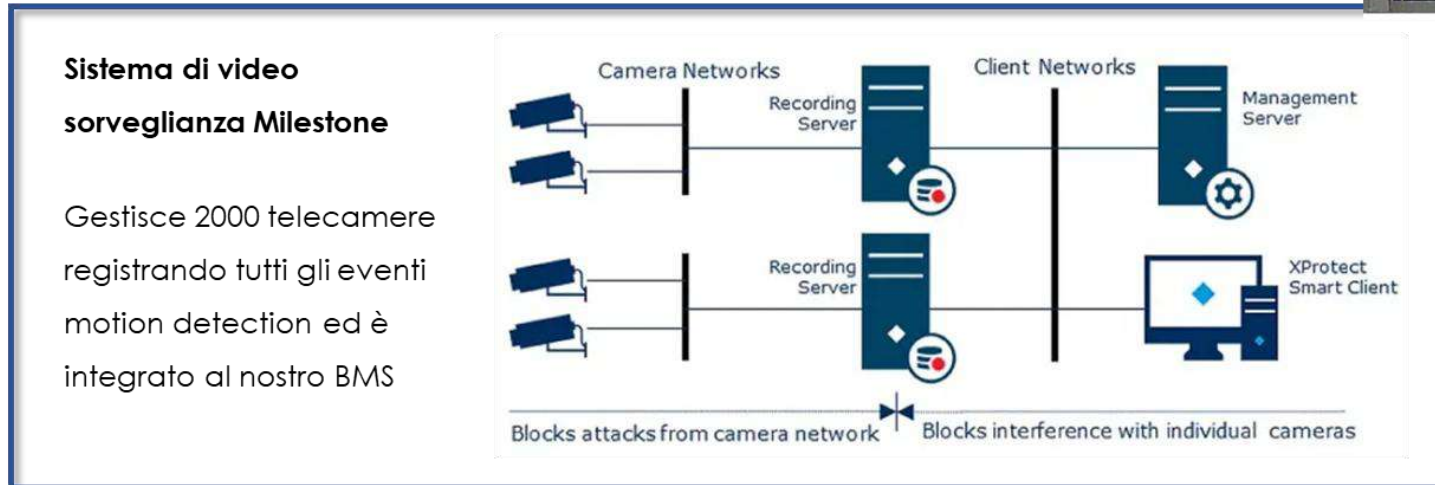 Sistema di video
sorveglianza Milestone
Gestisce 2000 telecamere
registrando tutti gli eventi
motion detection ed è
integrato al nostro BMS
Camera Networks
Client Networks
Recording
Server
Management
Server
Recording
Server
XProtect
Smart Client
Blocks attacks from camera network
Blocks interference with individual cameras